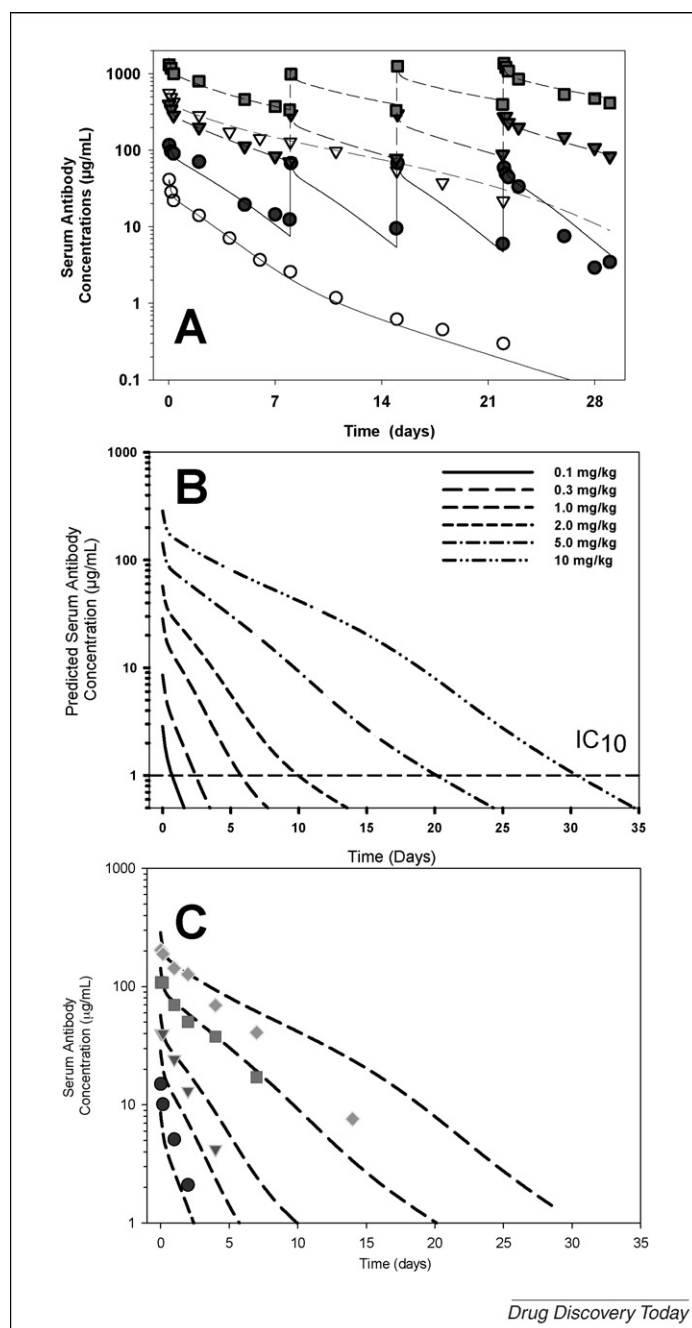 1000
100
10
1
0.1
Serum Antibody
Concentrations (µg/mL)
A
0
7
14
21
28
Time (days)
1000
100
10
1
Predicted Serum Antibody
Concentration (µg/mL)
B
0.1 mg/kg
0.3 mg/kg
1.0 mg/kg
2.0 mg/kg
5.0 mg/kg
10 mg/kg
IC10
0
5
10
15
20
25
30
35
Time (Days)
1000
100
10
1
Serum Antibody
Concentration (µg/mL)
C
0
5
10
15
20
25
30
35
Time (days)
Drug Discovery Today